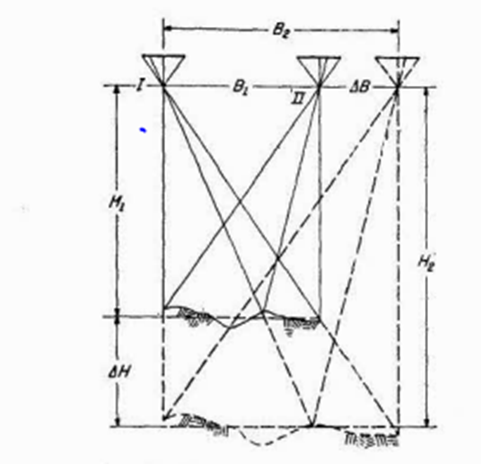 B₂
I B₁ II ΔB
H₁
H₂
ΔH